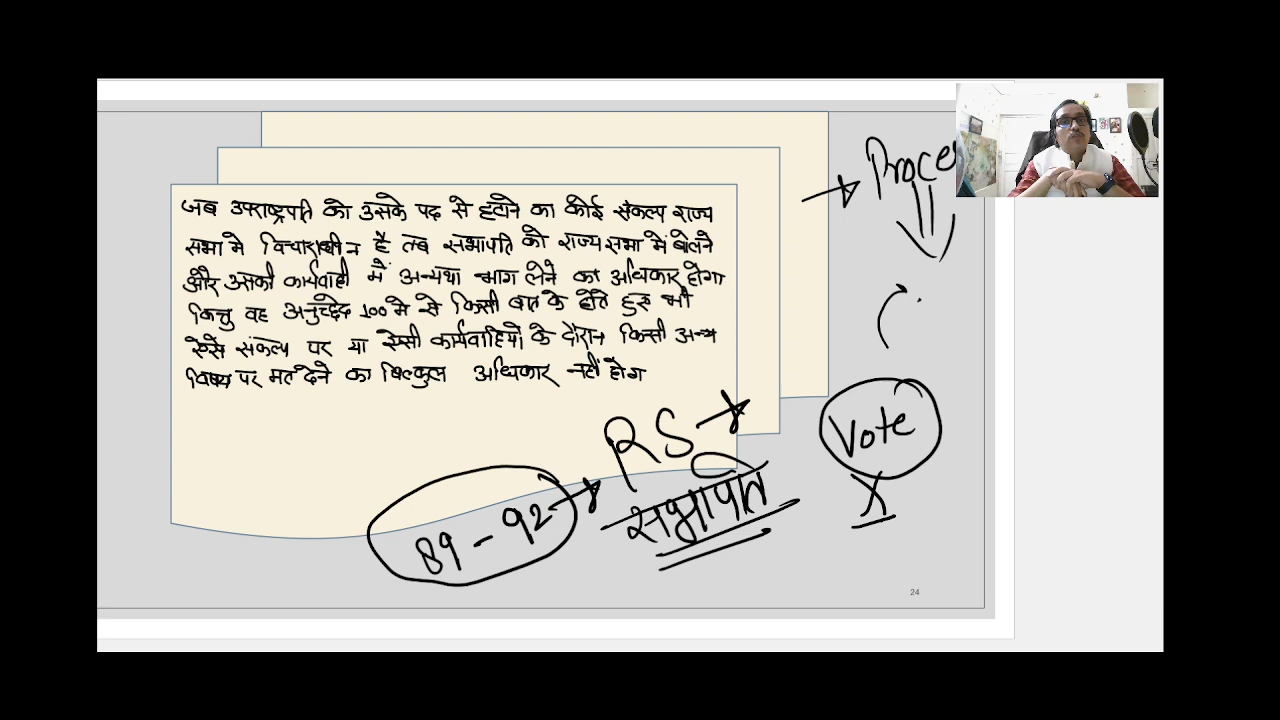 जब उपराष्ट्रपति को उसके पद से हटाने का कोई संकल्प राज्य
सभा मे विचाराधीन है तब सभापति को राज्य सभा में बोलने
और उसकी कार्यवाही में अन्यथा भाग लेने का अधिकार होगा
किन्तु वह अनुच्छेद 100 मे से किसी बात के होते हुए भी
ऐसे संकल्प पर या ऐसी कार्यवाहियों के दौरान किसी अन्य
विषय पर मत देने का बिल्कुल अधिकार नहीं होग
Proce
Vote
X
RS
सभापति
89 - 92
24